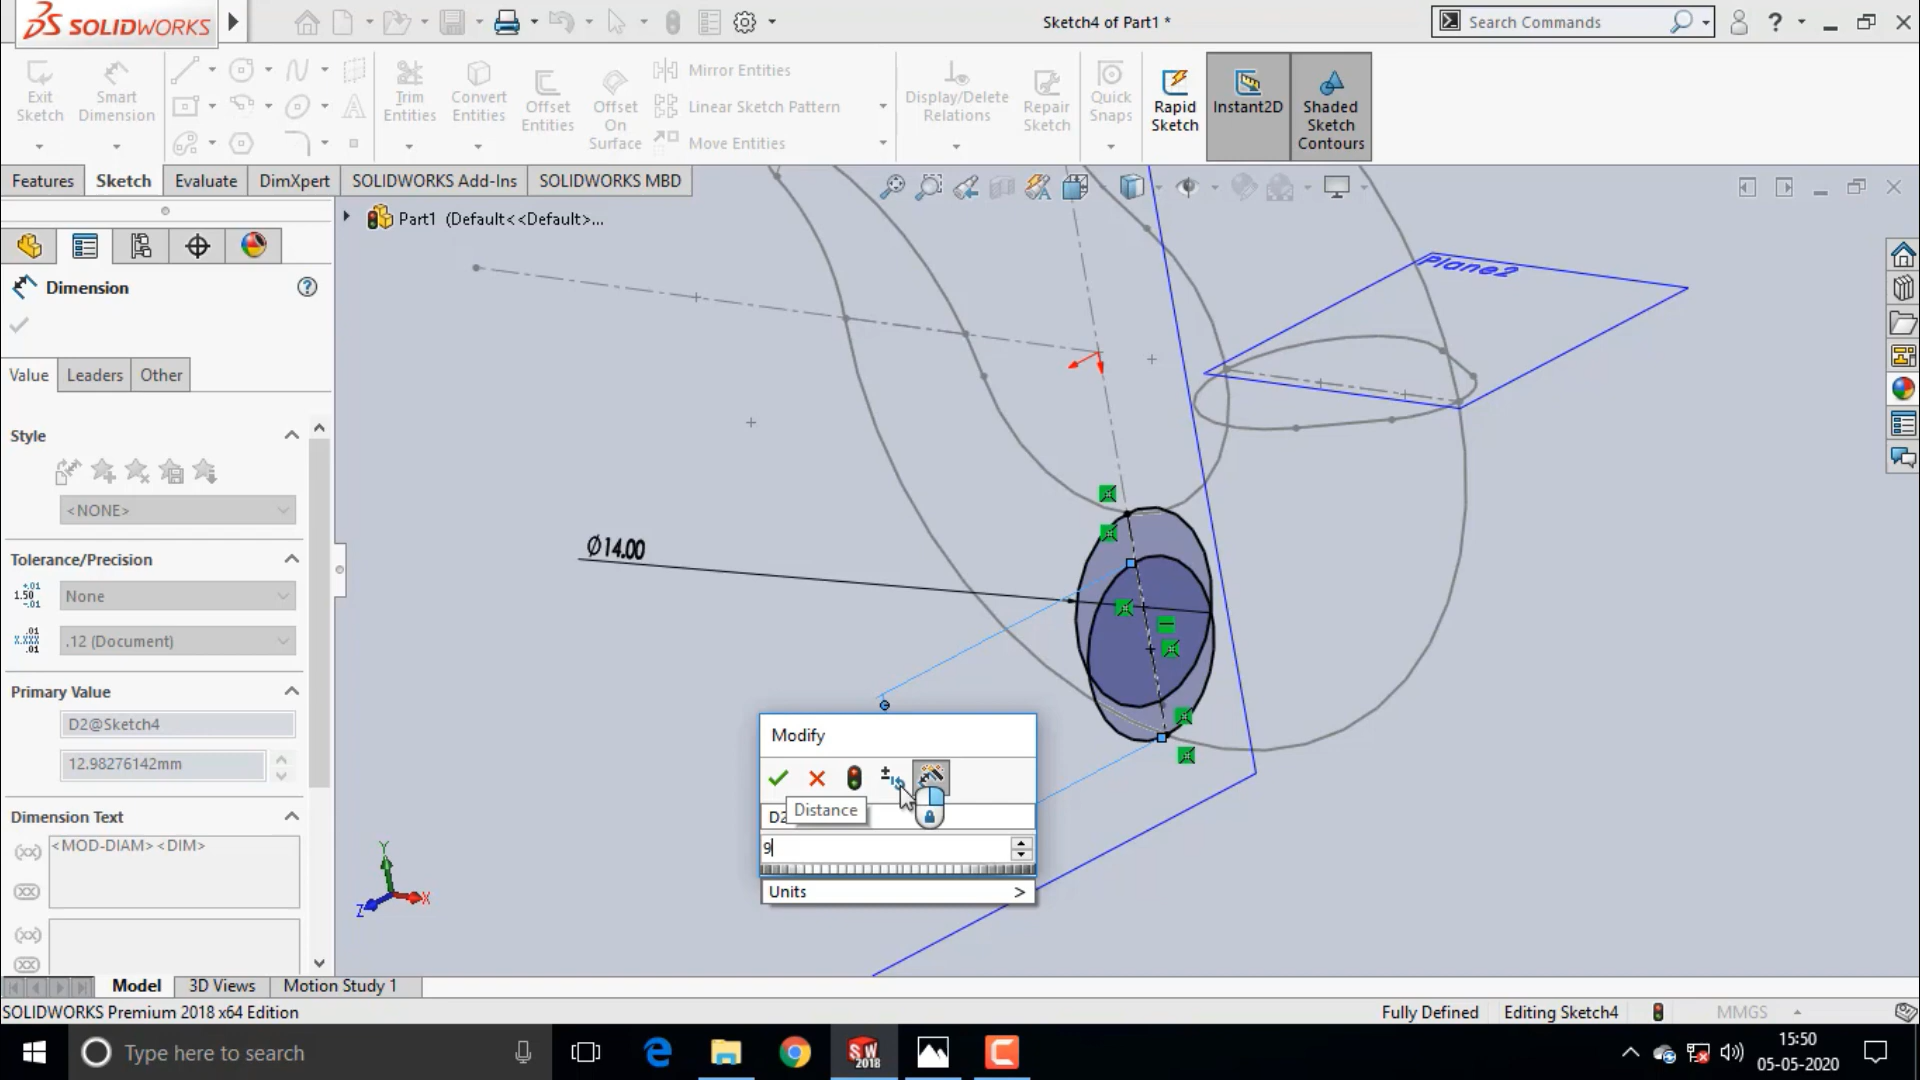 SOLIDWORKS
Sketch4 of Part1 *
Search Commands
Exit Sketch
Smart Dimension
Trim Entities
Convert Entities
Offset Entities
Offset On Surface
Mirror Entities
Linear Sketch Pattern
Move Entities
Display/Delete Relations
Repair Sketch
Quick Snaps
Rapid Sketch
Instant2D
Shaded Sketch Contours
Features
Sketch
Evaluate
DimXpert
SOLIDWORKS Add-Ins
SOLIDWORKS MBD
Part1 (Default<<Default>...
Dimension
Value
Leaders
Other
Style
<NONE>
Tolerance/Precision
None
.12 (Document)
Primary Value
D2@Sketch4
12.98276142mm
Dimension Text
<MOD-DIAM><DIM>
Plane2
Ø14.00
Modify
Distance
D2
9
Units >
Y
X
Z
Model
3D Views
Motion Study 1
SOLIDWORKS Premium 2018 x64 Edition
Fully Defined
Editing Sketch4
MMGS
Type here to search
SW 2018
15:50
05-05-2020